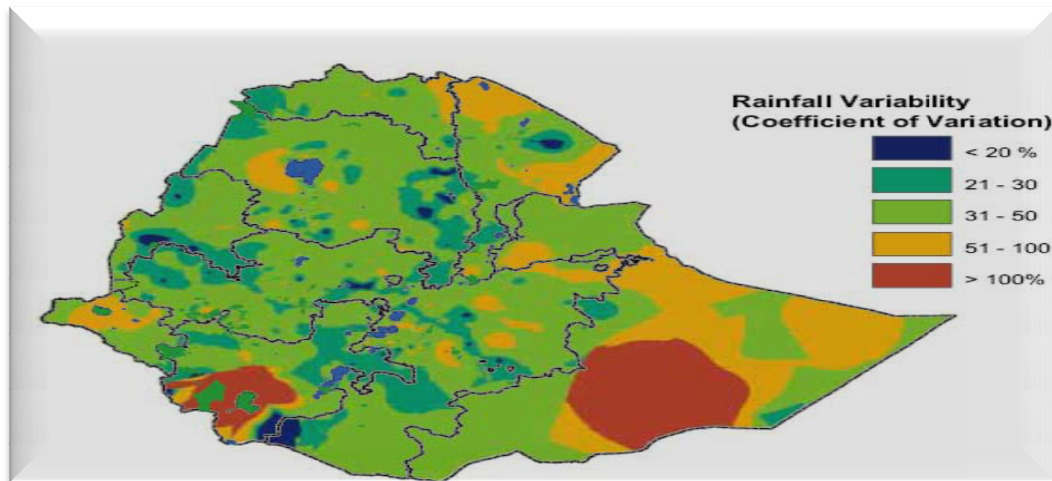 Rainfall Variability
(Coefficient of Variation)
< 20 %
21 - 30
31 - 50
51 - 100
> 100%